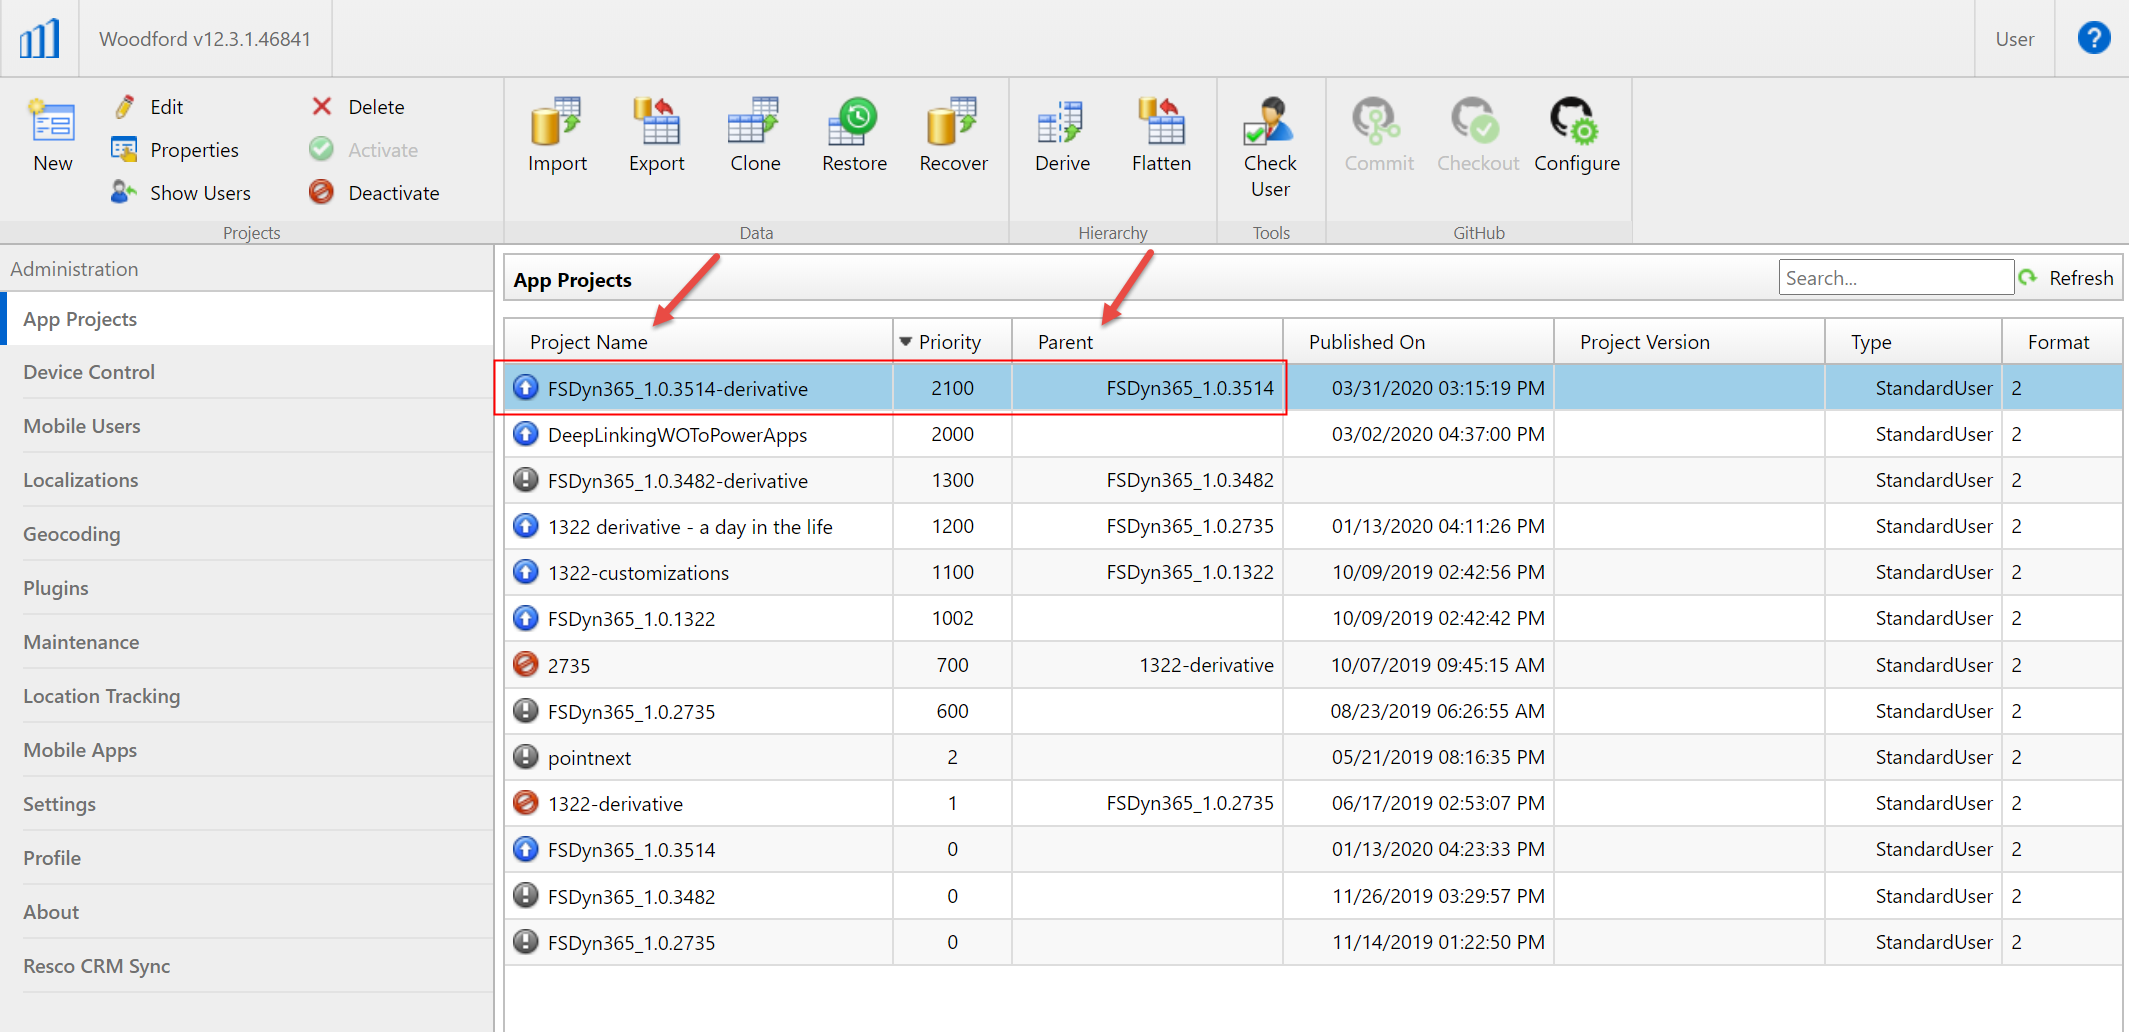 Woodford v12.3.1.46841
User
?
New
Edit
Properties
Show Users
Delete
Activate
Deactivate
Projects
Import
Export
Clone
Restore
Recover
Data
Derive
Flatten
Hierarchy
Check
User
Tools
Commit
Checkout
Configure
GitHub
Administration
App Projects
Device Control
Mobile Users
Localizations
Geocoding
Plugins
Maintenance
Location Tracking
Mobile Apps
Settings
Profile
About
Resco CRM Sync
App Projects
Search...
Refresh
Project Name Priority Parent Published On Project Version Type Format
FSDyn365_1.0.3514-derivative 2100 FSDyn365_1.0.3514 03/31/2020 03:15:19 PM StandardUser 2
DeepLinkingWOToPowerApps 2000 03/02/2020 04:37:00 PM StandardUser 2
FSDyn365_1.0.3482-derivative 1300 FSDyn365_1.0.3482 StandardUser 2
1322 derivative - a day in the life 1200 FSDyn365_1.0.2735 01/13/2020 04:11:26 PM StandardUser 2
1322-customizations 1100 FSDyn365_1.0.1322 10/09/2019 02:42:56 PM StandardUser 2
FSDyn365_1.0.1322 1002 10/09/2019 02:42:42 PM StandardUser 2
2735 700 1322-derivative 10/07/2019 09:45:15 AM StandardUser 2
FSDyn365_1.0.2735 600 08/23/2019 06:26:55 AM StandardUser 2
pointnext 2 05/21/2019 08:16:35 PM StandardUser 2
1322-derivative 1 FSDyn365_1.0.2735 06/17/2019 02:53:07 PM StandardUser 2
FSDyn365_1.0.3514 0 01/13/2020 04:23:33 PM StandardUser 2
FSDyn365_1.0.3482 0 11/26/2019 03:29:57 PM StandardUser 2
FSDyn365_1.0.2735 0 11/14/2019 01:22:50 PM StandardUser 2